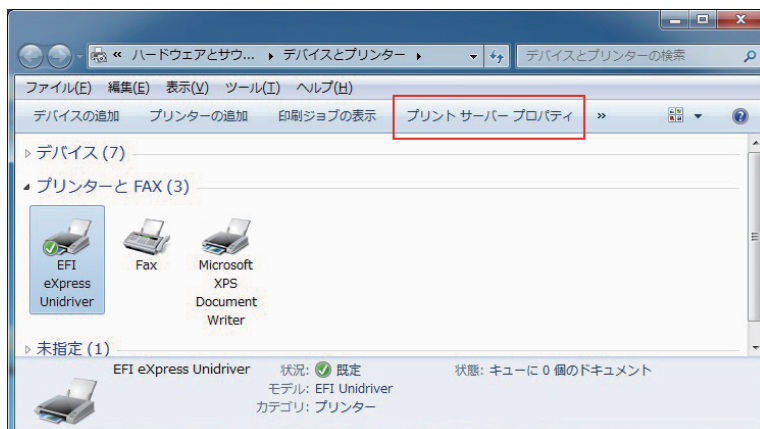 « ハードウェアとサウ... ▸ デバイスとプリンター ▸ デバイスとプリンターの検索
ファイル(F) 編集(E) 表示(V) ツール(T) ヘルプ(H)
デバイスの追加 プリンターの追加 印刷ジョブの表示 プリント サーバー プロパティ »
デバイス (7)
プリンターと FAX (3)
EFI
eXpress
Unidriver
Fax
Microsoft
XPS
Document
Writer
未指定 (1)
EFI eXpress Unidriver 状況: 既定 状態: キューに 0 個のドキュメント
モデル: EFI Unidriver
カテゴリ: プリンター